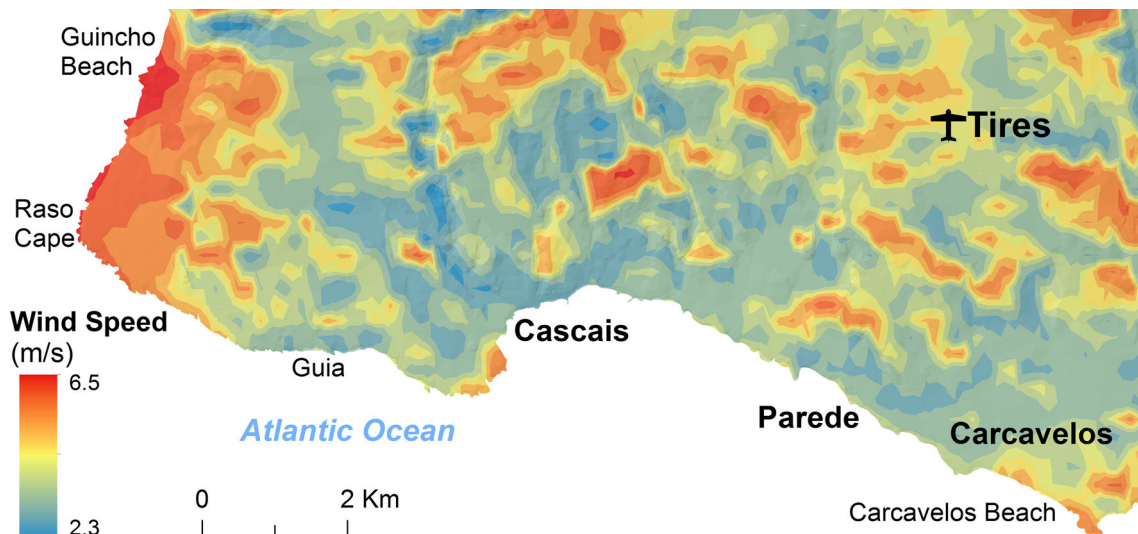 Guincho
Beach
Tires
Raso
Cape
Wind Speed
(m/s)
6.5
2.3
Cascais
Guia
Atlantic Ocean
Parede
Carcavelos
0 2 Km
Carcavelos Beach